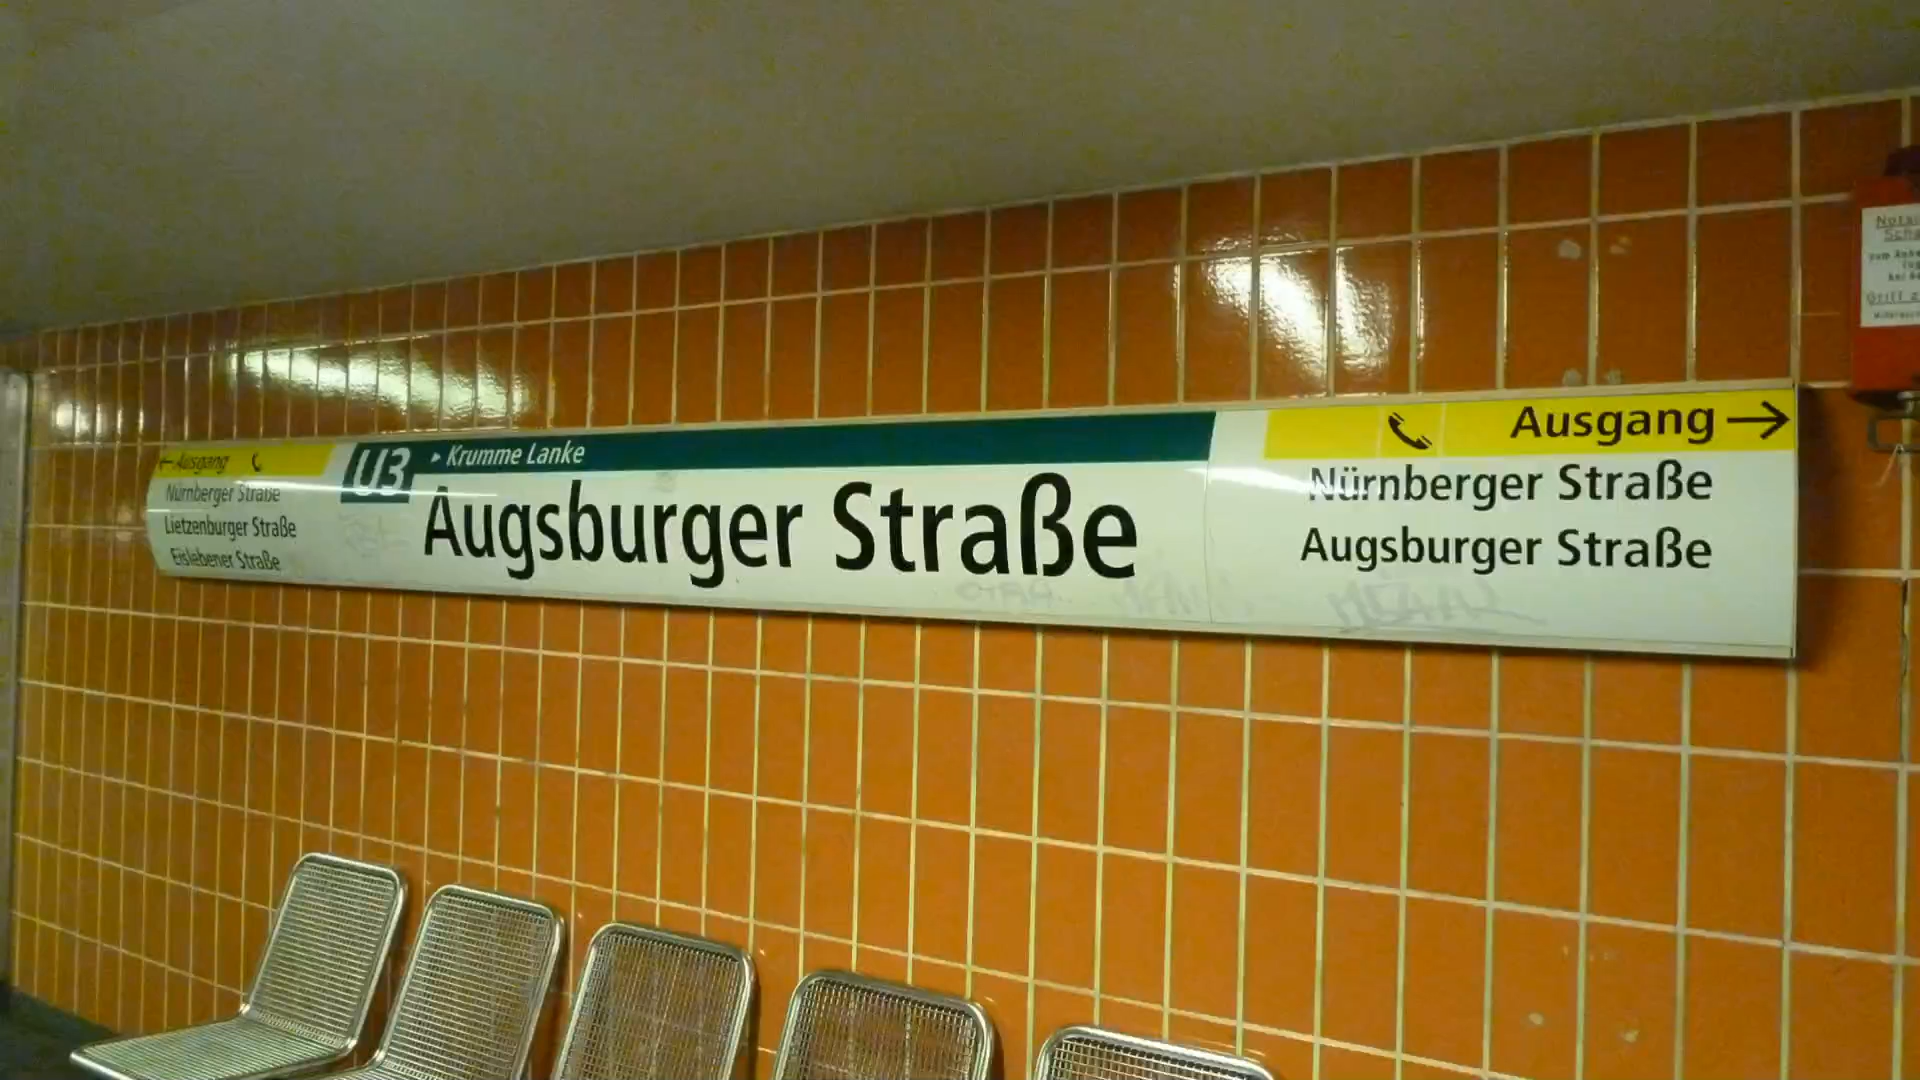 ← Ausgang
Nürnberger Straße
Lietzenburger Straße
Eislebener Straße
U3 ▸ Krumme Lanke
Augsburger Straße
Ausgang →
Nürnberger Straße
Augsburger Straße